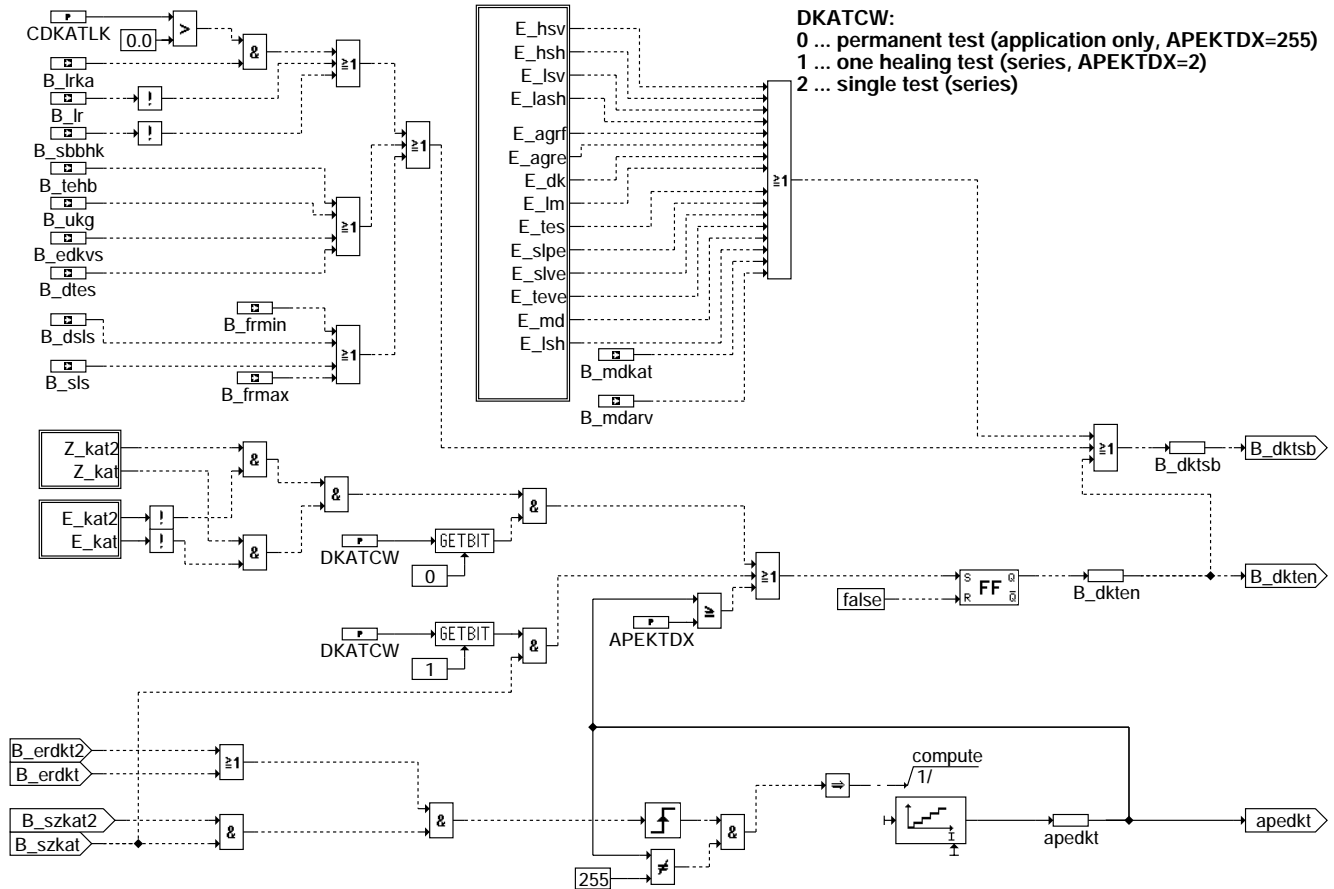 DKATCW:
0 ... permanent test (application only, APEKTDX=255)
1 ... one healing test (series, APEKTDX=2)
2 ... single test (series)
P
CDKATLK
0.0
>
&
≧1
B_lrka
B_lr
!
B_sbbhk
!
B_tehb
B_ukg
B_edkvs
B_dtes
≧1
≧1
B_frmin
B_dsls
B_sls
B_frmax
≧1
E_hsv
E_hsh
E_lsv
E_lash
E_agrf
E_agre
E_dk
E_lm
E_tes
E_slpe
E_slve
E_teve
E_md
E_lsh
B_mdkat
B_mdarv
≧1
≧1
B_dktsb
B_dktsb
Z_kat2
Z_kat
&
&
E_kat2
!
E_kat
!
&
&
P
DKATCW
GETBIT
0
≧1
false
S Q
FF
R Q
B_dkten
B_dkten
P
APEKTDX
≧
P
DKATCW
GETBIT
1
&
B_erdkt2
B_erdkt
≧1
B_szkat2
B_szkat
&
&
255
≠
&
⇒
compute
1/
I
I
apedkt
apedkt